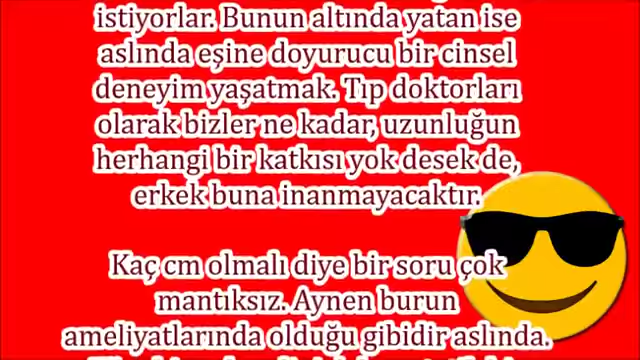 istiyorlar. Bunun altında yatan ise
aslında eşine doyurucu bir cinsel
deneyim yaşatmak. Tıp doktorları
olarak bizler ne kadar, uzunluğun
herhangi bir katkısı yok desek de,
erkek buna inanmayacaktır.
Kaç cm olmalı diye bir soru çok
mantıksız. Aynen burun
ameliyatlarında olduğu gibidir aslında.